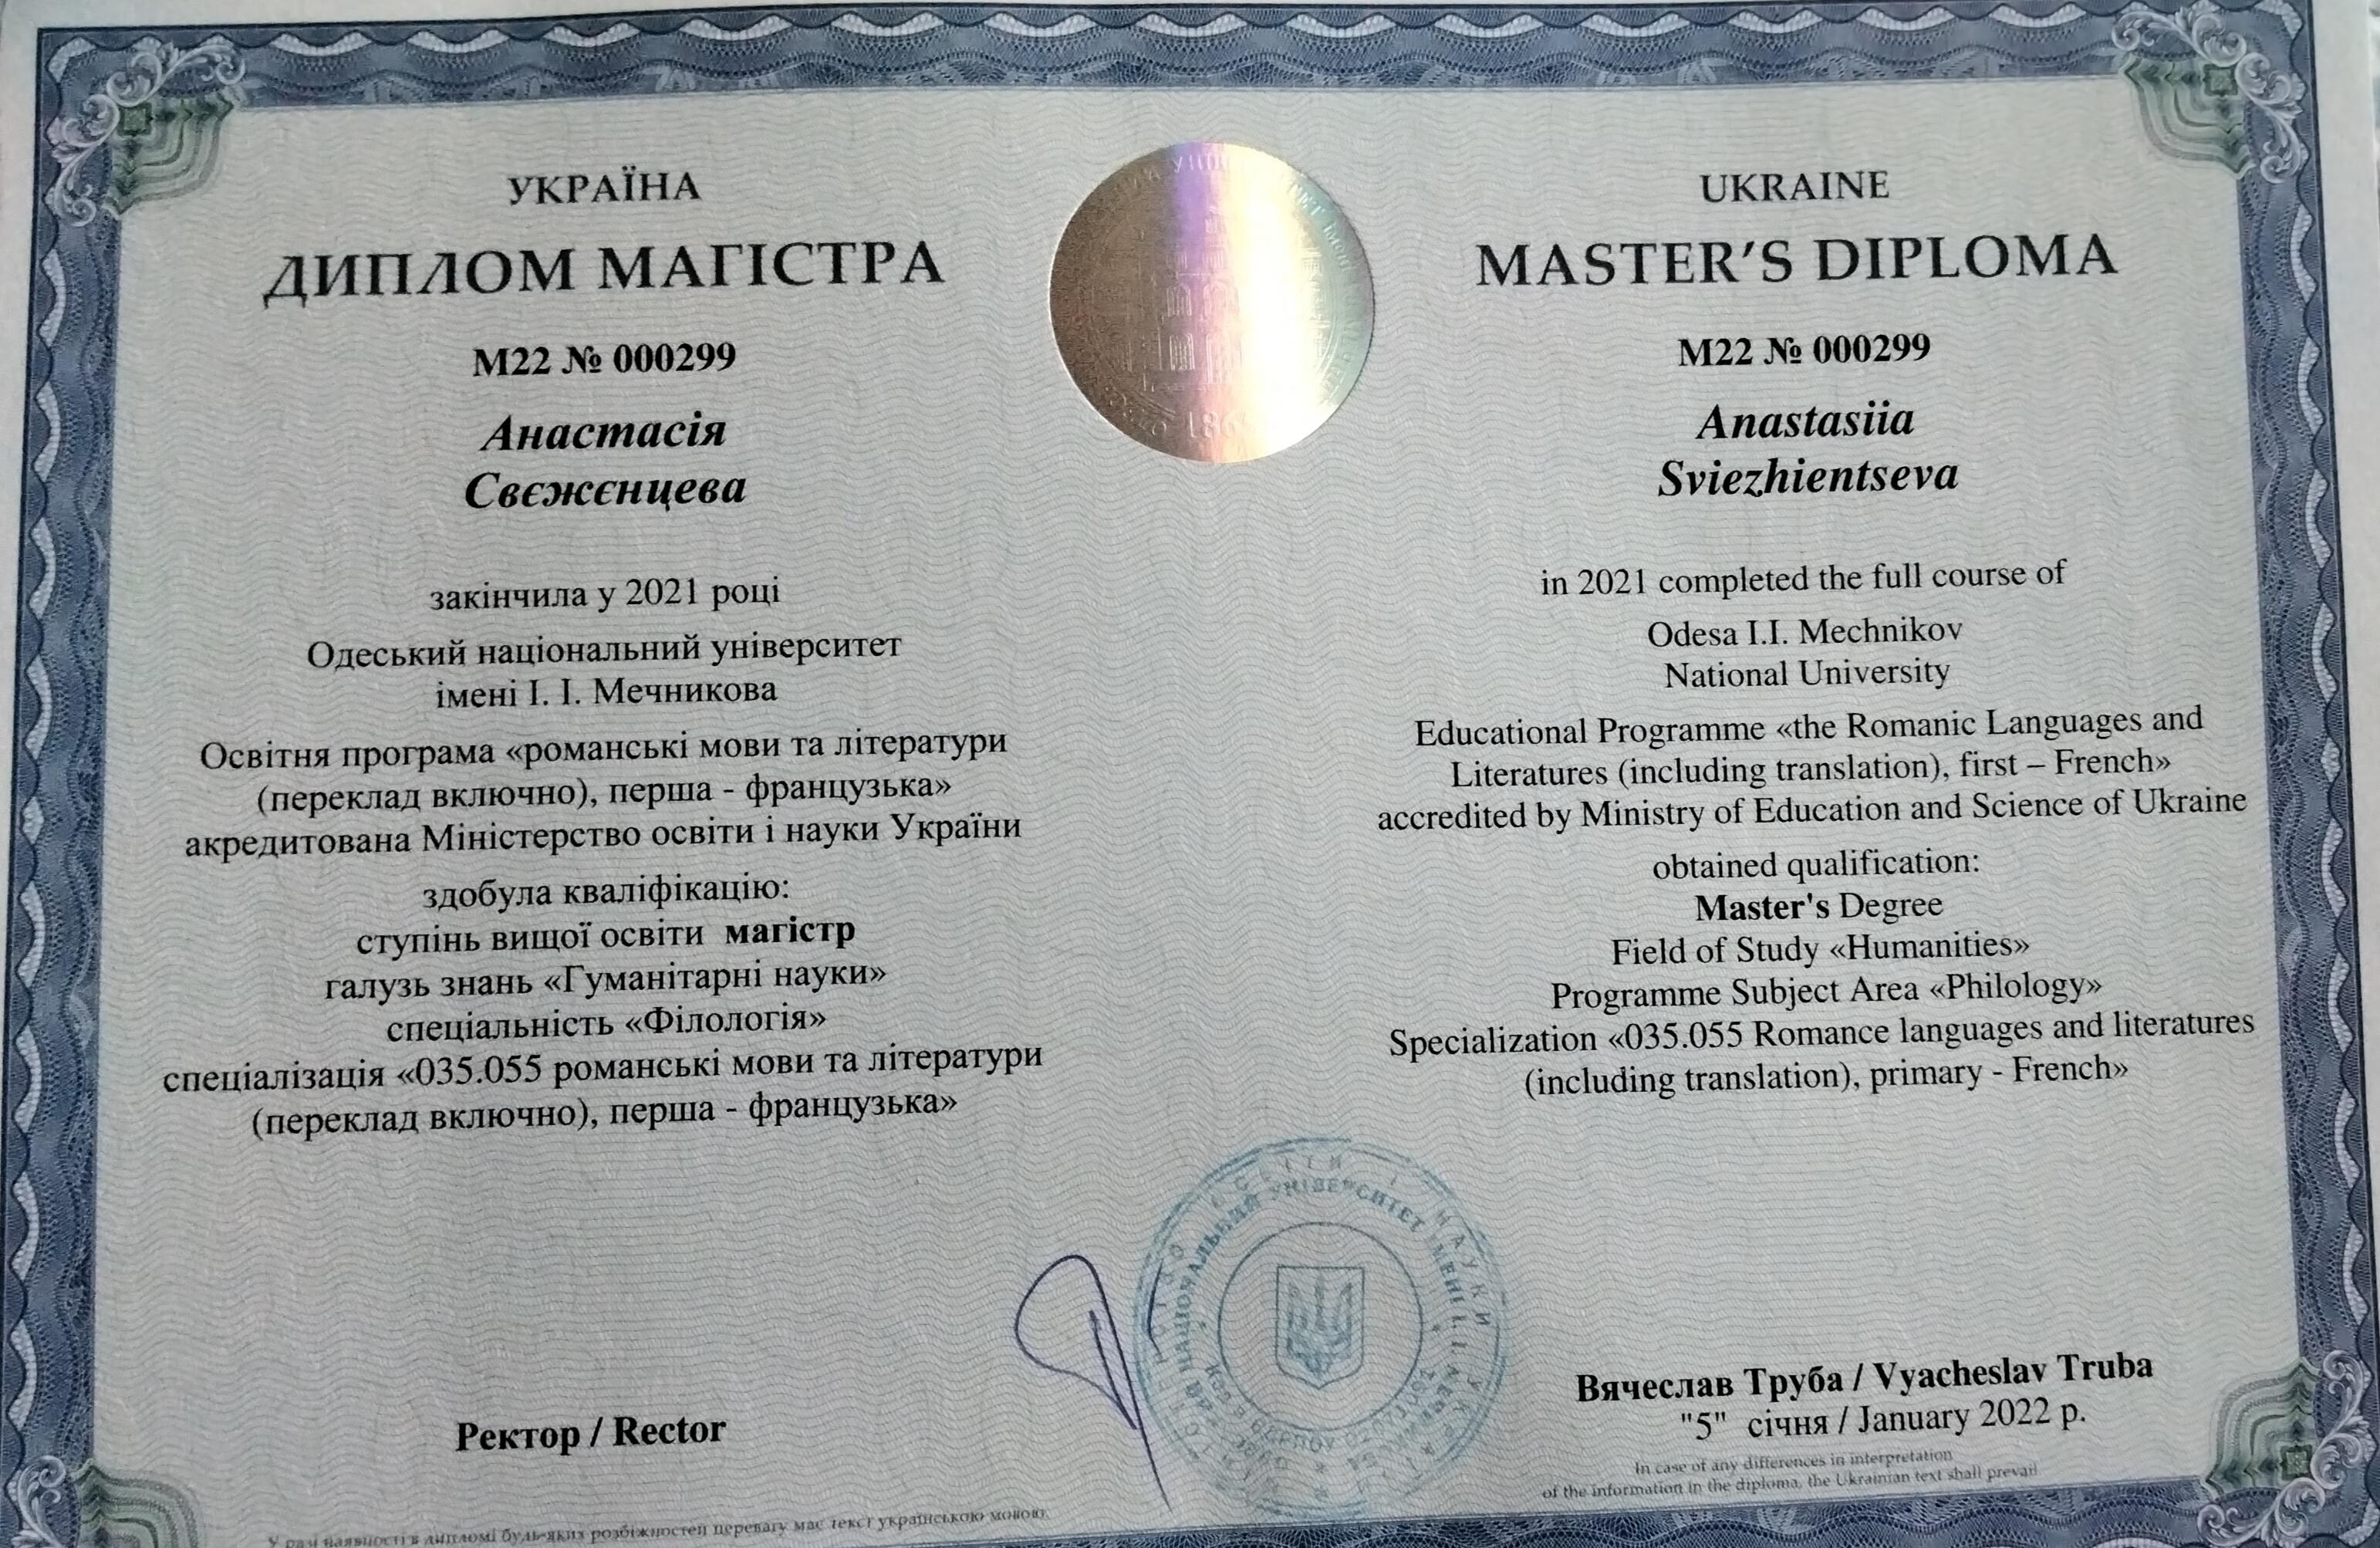 УКРАЇНА
ДИПЛОМ МАГІСТРА
М22 № 000299
Анастасія
Свєжєнцева
закінчила у 2021 році
Одеський національний університет
імені І. І. Мечникова
Освітня програма «романські мови та літератури
(переклад включно), перша - французька»
акредитована Міністерство освіти і науки України
здобула кваліфікацію:
ступінь вищої освіти магістр
галузь знань «Гуманітарні науки»
спеціальність «Філологія»
спеціалізація «035.055 романські мови та літератури
(переклад включно), перша - французька»
Ректор / Rector
У разі наявності в дипломі будь-яких розбіжностей перевагу має текст українською мовою.
UKRAINE
MASTER'S DIPLOMA
M22 № 000299
Anastasiia
Sviezhientseva
in 2021 completed the full course of
Odesa I.I. Mechnikov
National University
Educational Programme «the Romanic Languages and
Literatures (including translation), first – French»
accredited by Ministry of Education and Science of Ukraine
obtained qualification:
Master's Degree
Field of Study «Humanities»
Programme Subject Area «Philology»
Specialization «035.055 Romance languages and literatures
(including translation), primary - French»
Вячеслав Труба / Vyacheslav Truba
"5" січня / January 2022 р.
In case of any differences in interpretation
of the information in the diploma, the Ukrainian text shall prevail
НАЦІОНАЛЬНИЙ УНІВЕРСИТЕТ ІМЕНІ І.І.